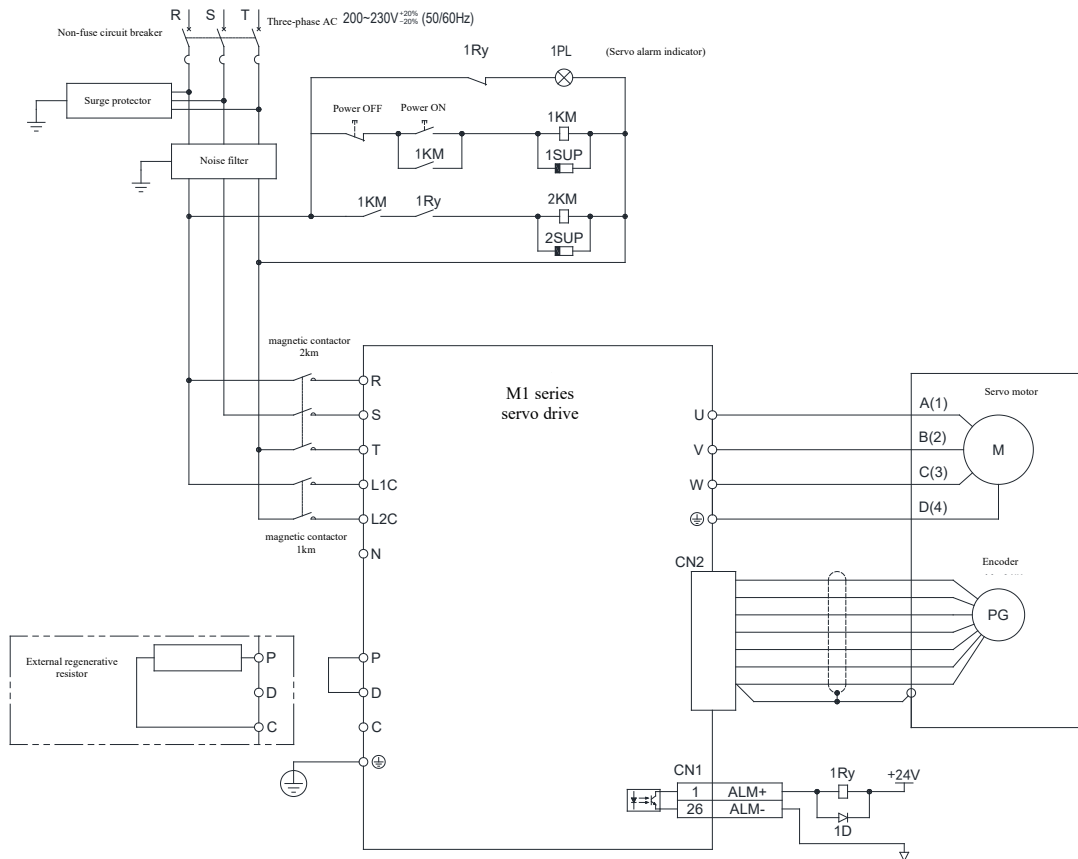 R S T
Three-phase AC 200~230V +20% -20% (50/60Hz)
Non-fuse circuit breaker
1Ry
1PL
(Servo alarm indicator)
Surge protector
Power OFF
Power ON
1KM
1KM
1SUP
Noise filter
1KM
1Ry
2KM
2SUP
magnetic contactor
2km
M1 series
servo drive
R
S
T
L1C
L2C
magnetic contactor
1km
N
U
V
W
A(1)
B(2)
C(3)
D(4)
Servo motor
M
CN2
Encoder
PG
External regenerative
resistor
P
D
C
P
D
C
CN1
1 ALM+
26 ALM-
1Ry
+24V
1D